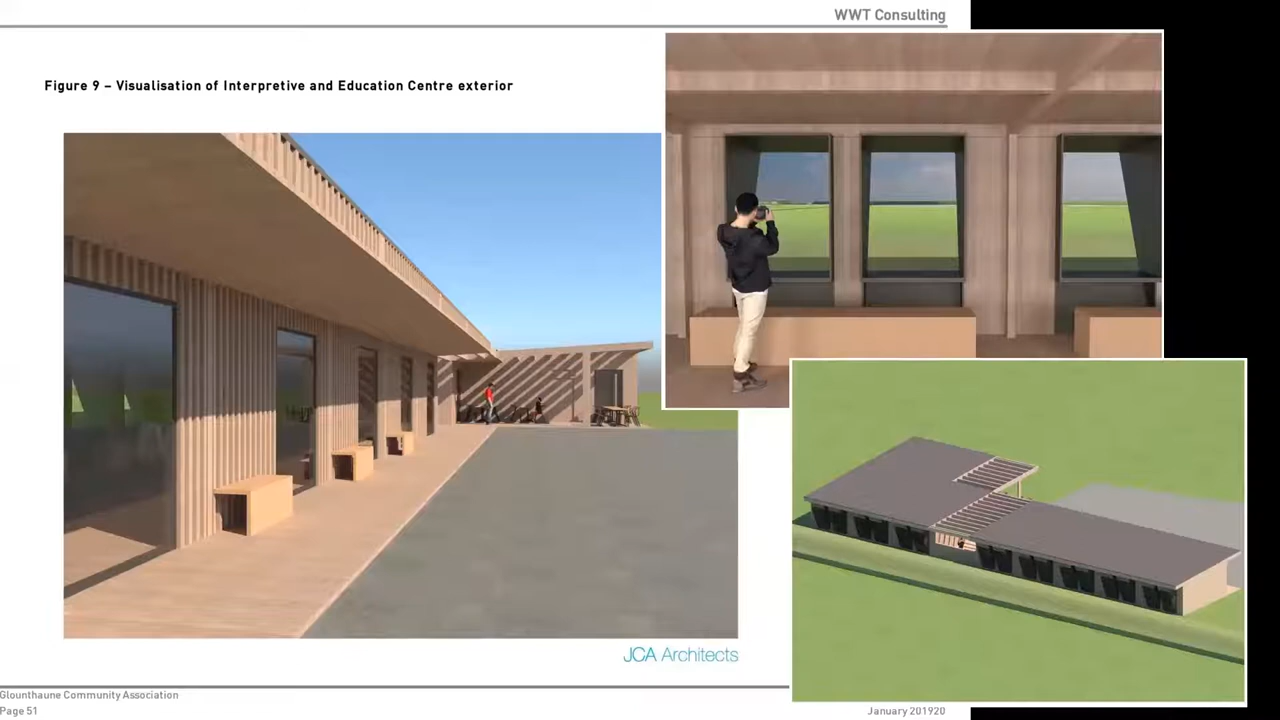 WWT Consulting
Figure 9 – Visualisation of Interpretive and Education Centre exterior
JCA Architects
Glounthaune Community Association
Page 51
January 201920